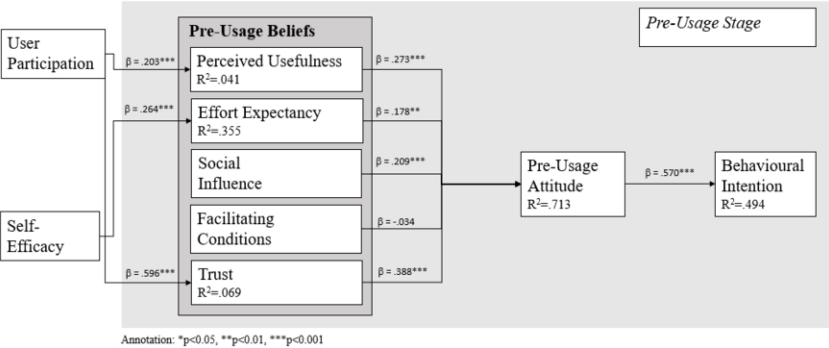 Pre-Usage Stage
Pre-Usage Beliefs
User
Participation
β = .203***
Perceived Usefulness
R²=.041
β = .273***
β = .264***
Effort Expectancy
R²=.355
β = .178**
Social
Influence
β = .209***
Pre-Usage
Attitude
R²=.713
β = .570***
Behavioural
Intention
R²=.494
Self-
Efficacy
Facilitating
Conditions
β = -.034
β = .596***
Trust
R²=.069
β = .388***
Annotation: *p<0.05, **p<0.01, ***p<0.001